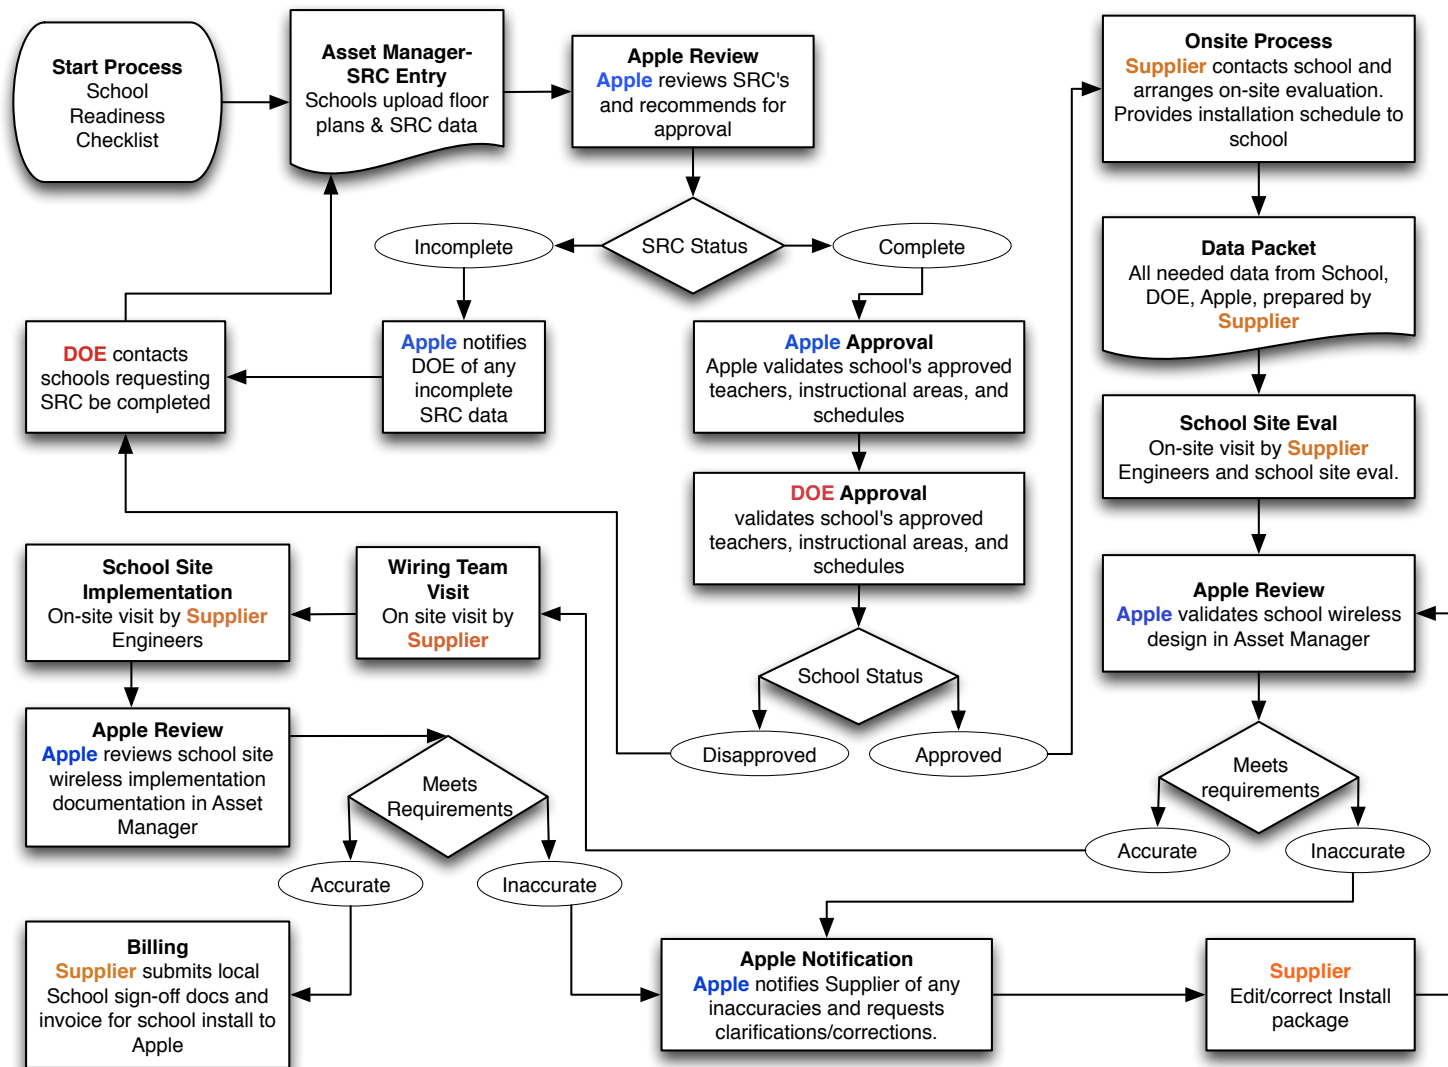 Start Process
School
Readiness
Checklist
Asset Manager-
SRC Entry
Schools upload floor
plans & SRC data
Apple Review
Apple reviews SRC's
and recommends for
approval
Onsite Process
Supplier contacts school and
arranges on-site evaluation.
Provides installation schedule to
school
Incomplete
SRC Status
Complete
Data Packet
All needed data from School,
DOE, Apple, prepared by
Supplier
DOE contacts
schools requesting
SRC be completed
Apple notifies
DOE of any
incomplete
SRC data
Apple Approval
Apple validates school's approved
teachers, instructional areas, and
schedules
School Site Eval
On-site visit by Supplier
Engineers and school site eval.
DOE Approval
validates school's approved
teachers, instructional areas, and
schedules
School Site
Implementation
On-site visit by Supplier
Engineers
Wiring Team
Visit
On site visit by
Supplier
Apple Review
Apple validates school wireless
design in Asset Manager
School Status
Disapproved
Approved
Apple Review
Apple reviews school site
wireless implementation
documentation in Asset
Manager
Meets
Requirements
Meets
requirements
Accurate
Inaccurate
Accurate
Inaccurate
Billing
Supplier submits local
School sign-off docs and
invoice for school install to
Apple
Apple Notification
Apple notifies Supplier of any
inaccuracies and requests
clarifications/corrections.
Supplier
Edit/correct Install
package